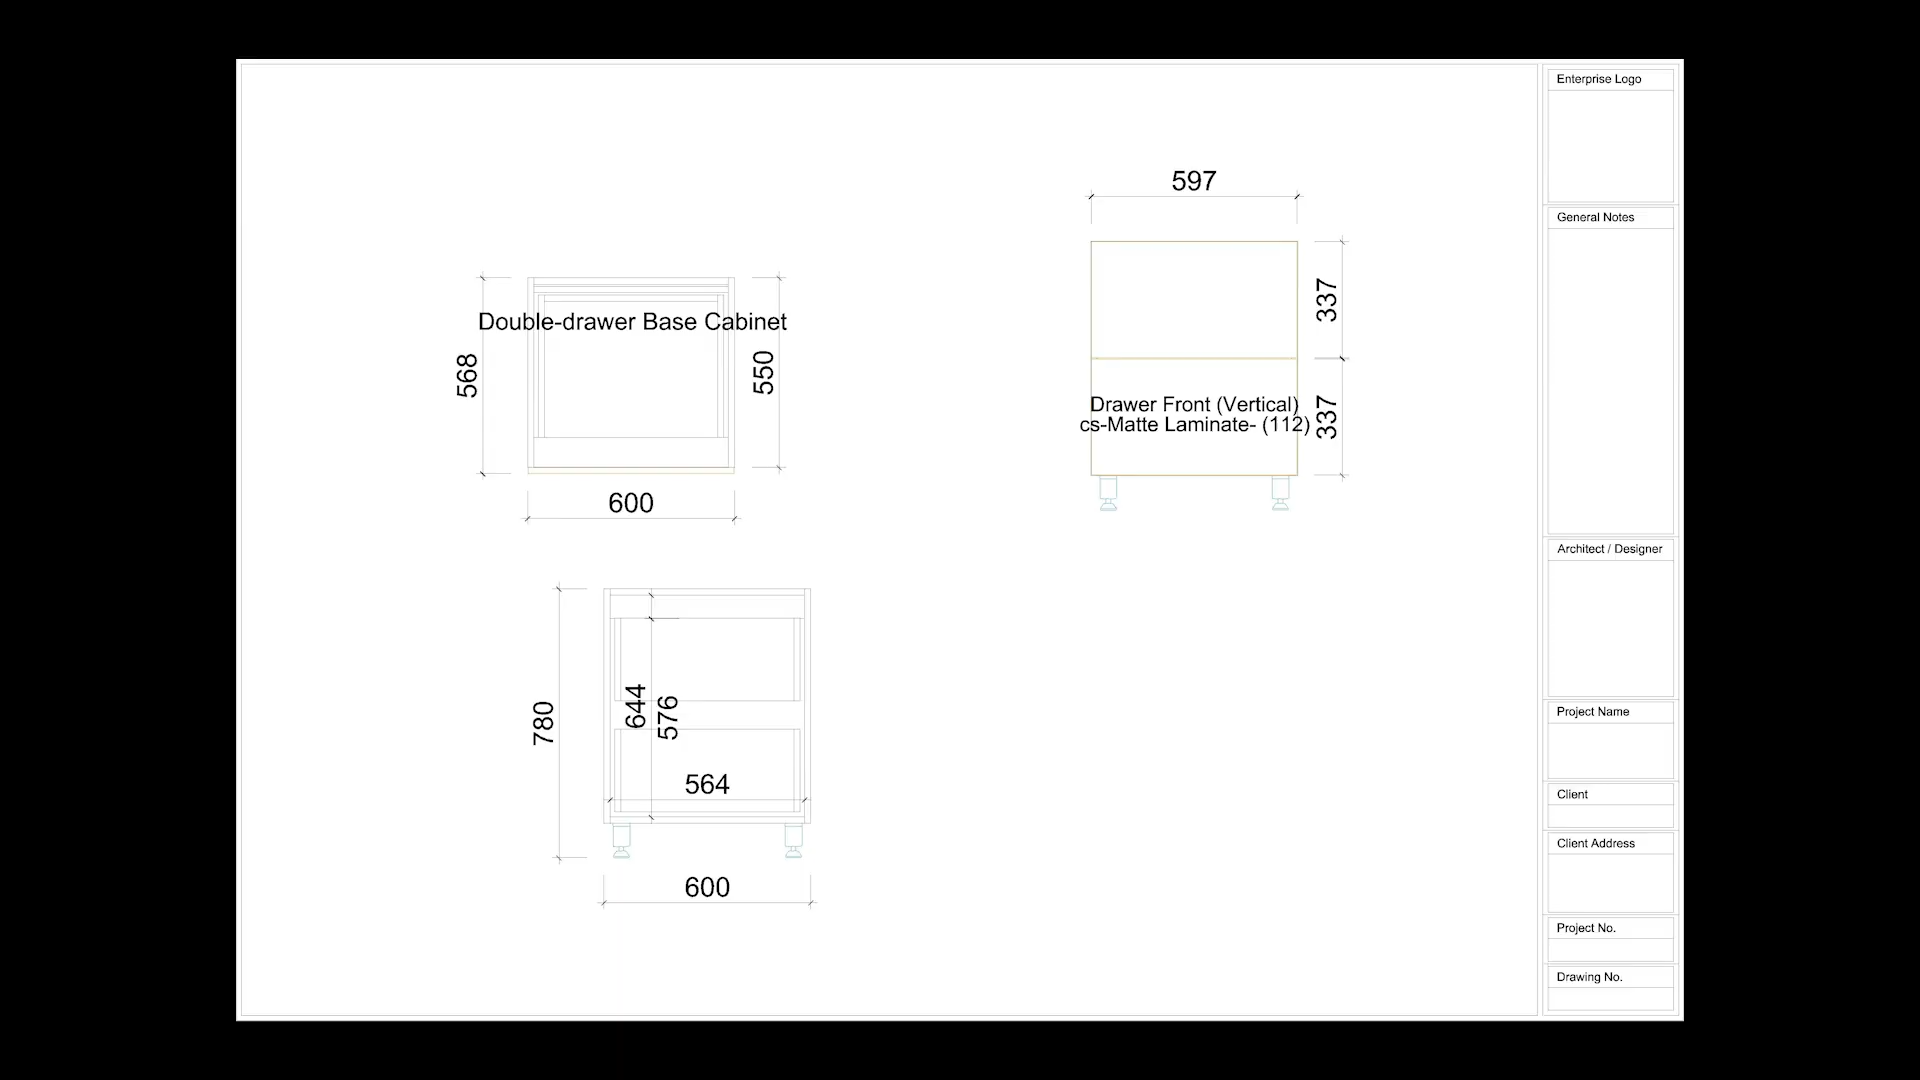 597
337
337
Drawer Front (Vertical)
cs-Matte Laminate- (112)
Double-drawer Base Cabinet
568
550
600
780
644
576
564
600
Enterprise Logo
General Notes
Architect / Designer
Project Name
Client
Client Address
Project No.
Drawing No.